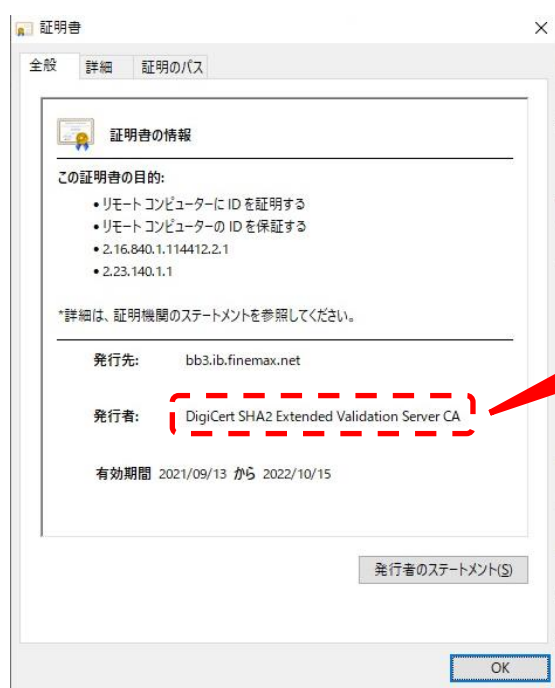 証明書
全般 詳細 証明のパス
証明書の情報
この証明書の目的:
• リモート コンピューターに ID を証明する
• リモート コンピューターの ID を保証する
• 2.16.840.1.114412.2.1
• 2.23.140.1.1
*詳細は、証明機関のステートメントを参照してください。
発行先: bb3.ib.finemax.net
発行者: DigiCert SHA2 Extended Validation Server CA
有効期間 2021/09/13 から 2022/10/15
発行者のステートメント(S)
OK